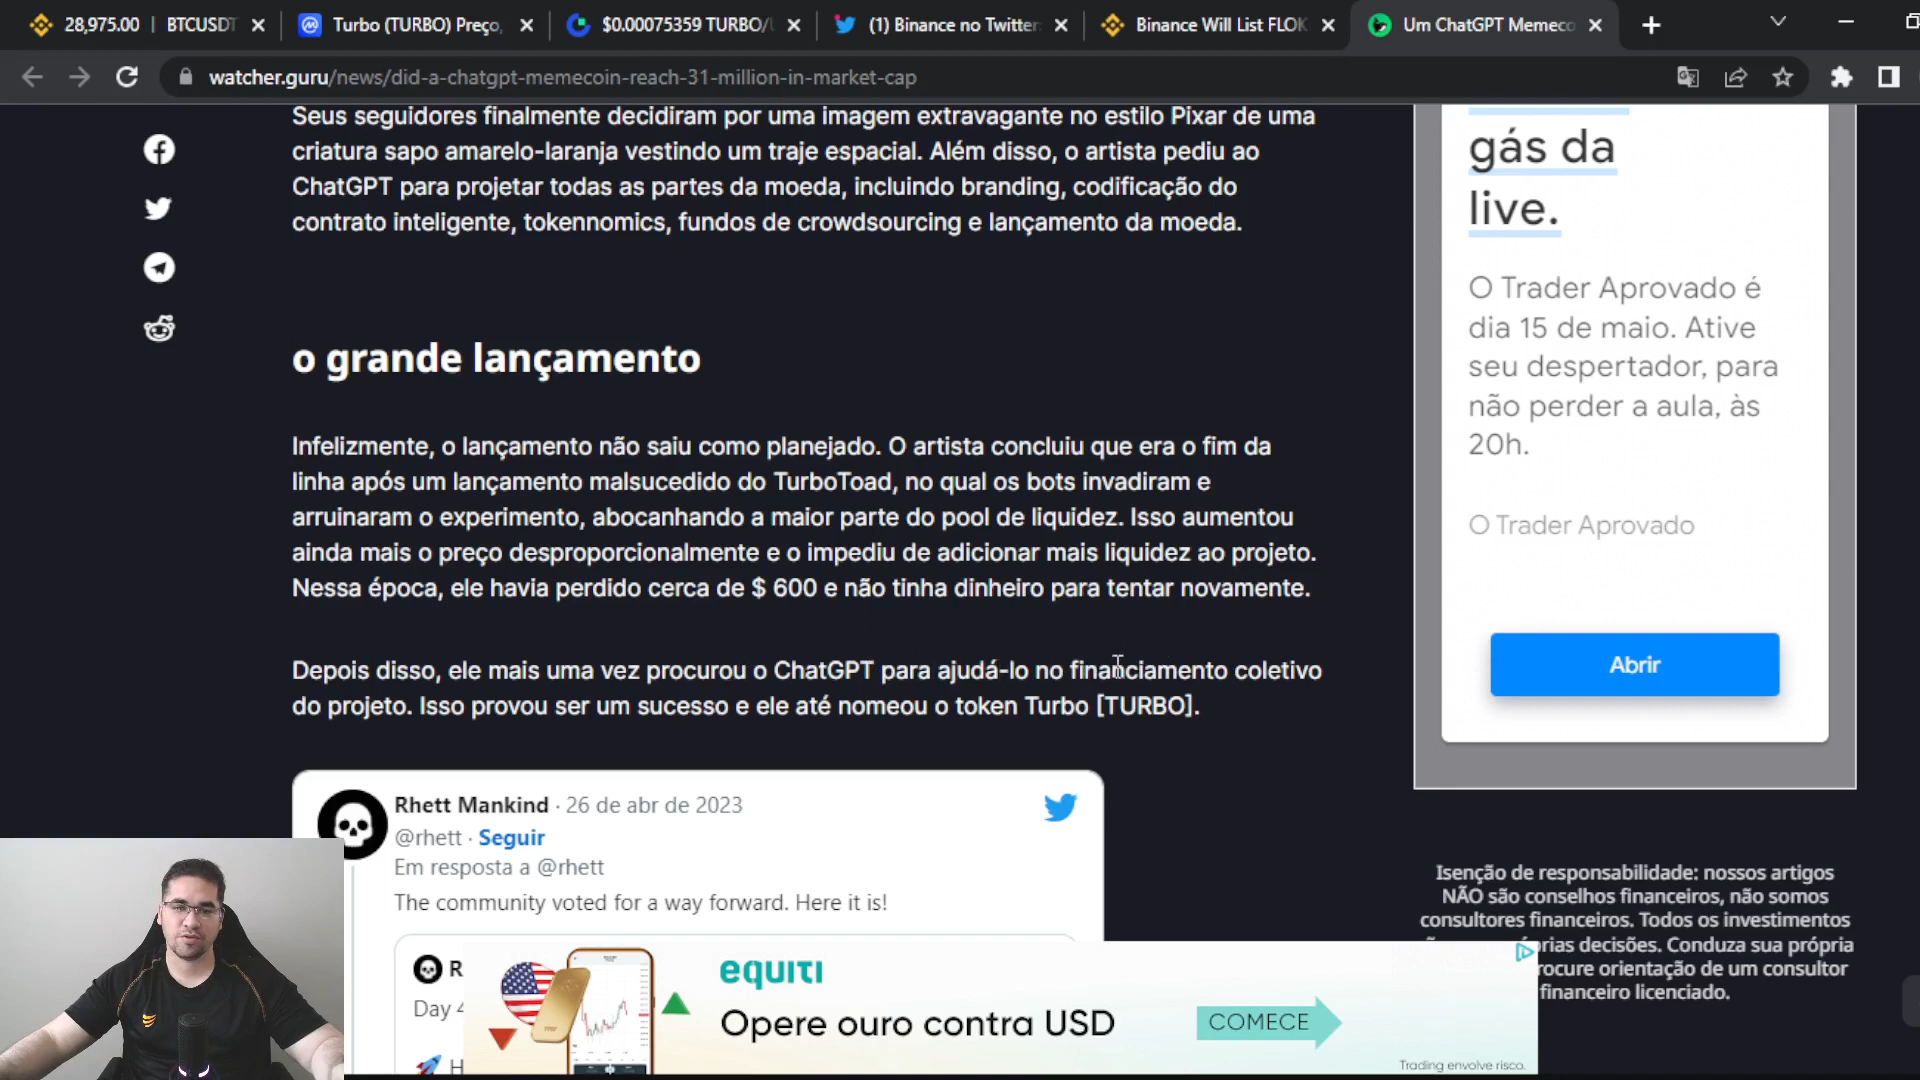 28,975.00 | BTCUSDT
Turbo (TURBO) Preço,
$0.00075359 TURBO/
(1) Binance no Twitter:
Binance Will List FLOK
Um ChatGPT Memeco
watcher.guru/news/did-a-chatgpt-memecoin-reach-31-million-in-market-cap
Seus seguidores finalmente decidiram por uma imagem extravagante no estilo Pixar de uma
criatura sapo amarelo-laranja vestindo um traje espacial. Além disso, o artista pediu ao
ChatGPT para projetar todas as partes da moeda, incluindo branding, codificação do
contrato inteligente, tokennomics, fundos de crowdsourcing e lançamento da moeda.
o grande lançamento
Infelizmente, o lançamento não saiu como planejado. O artista concluiu que era o fim da
linha após um lançamento malsucedido do TurboToad, no qual os bots invadiram e
arruinaram o experimento, abocanhando a maior parte do pool de liquidez. Isso aumentou
ainda mais o preço desproporcionalmente e o impediu de adicionar mais liquidez ao projeto.
Nessa época, ele havia perdido cerca de $ 600 e não tinha dinheiro para tentar novamente.
Depois disso, ele mais uma vez procurou o ChatGPT para ajudá-lo no financiamento coletivo
do projeto. Isso provou ser um sucesso e ele até nomeou o token Turbo [TURBO].
Rhett Mankind · 26 de abr de 2023
@rhett · Seguir
Em resposta a @rhett
The community voted for a way forward. Here it is!
R
Day 4
H
equiti
Opere ouro contra USD
COMECE
Trading envolve risco.
gás da
live.
O Trader Aprovado é
dia 15 de maio. Ative
seu despertador, para
não perder a aula, às
20h.
O Trader Aprovado
Abrir
Isenção de responsabilidade: nossos artigos
NÃO são conselhos financeiros, não somos
consultores financeiros. Todos os investimentos
decisões. Conduza sua própria
orientação de um consultor
financeiro licenciado.